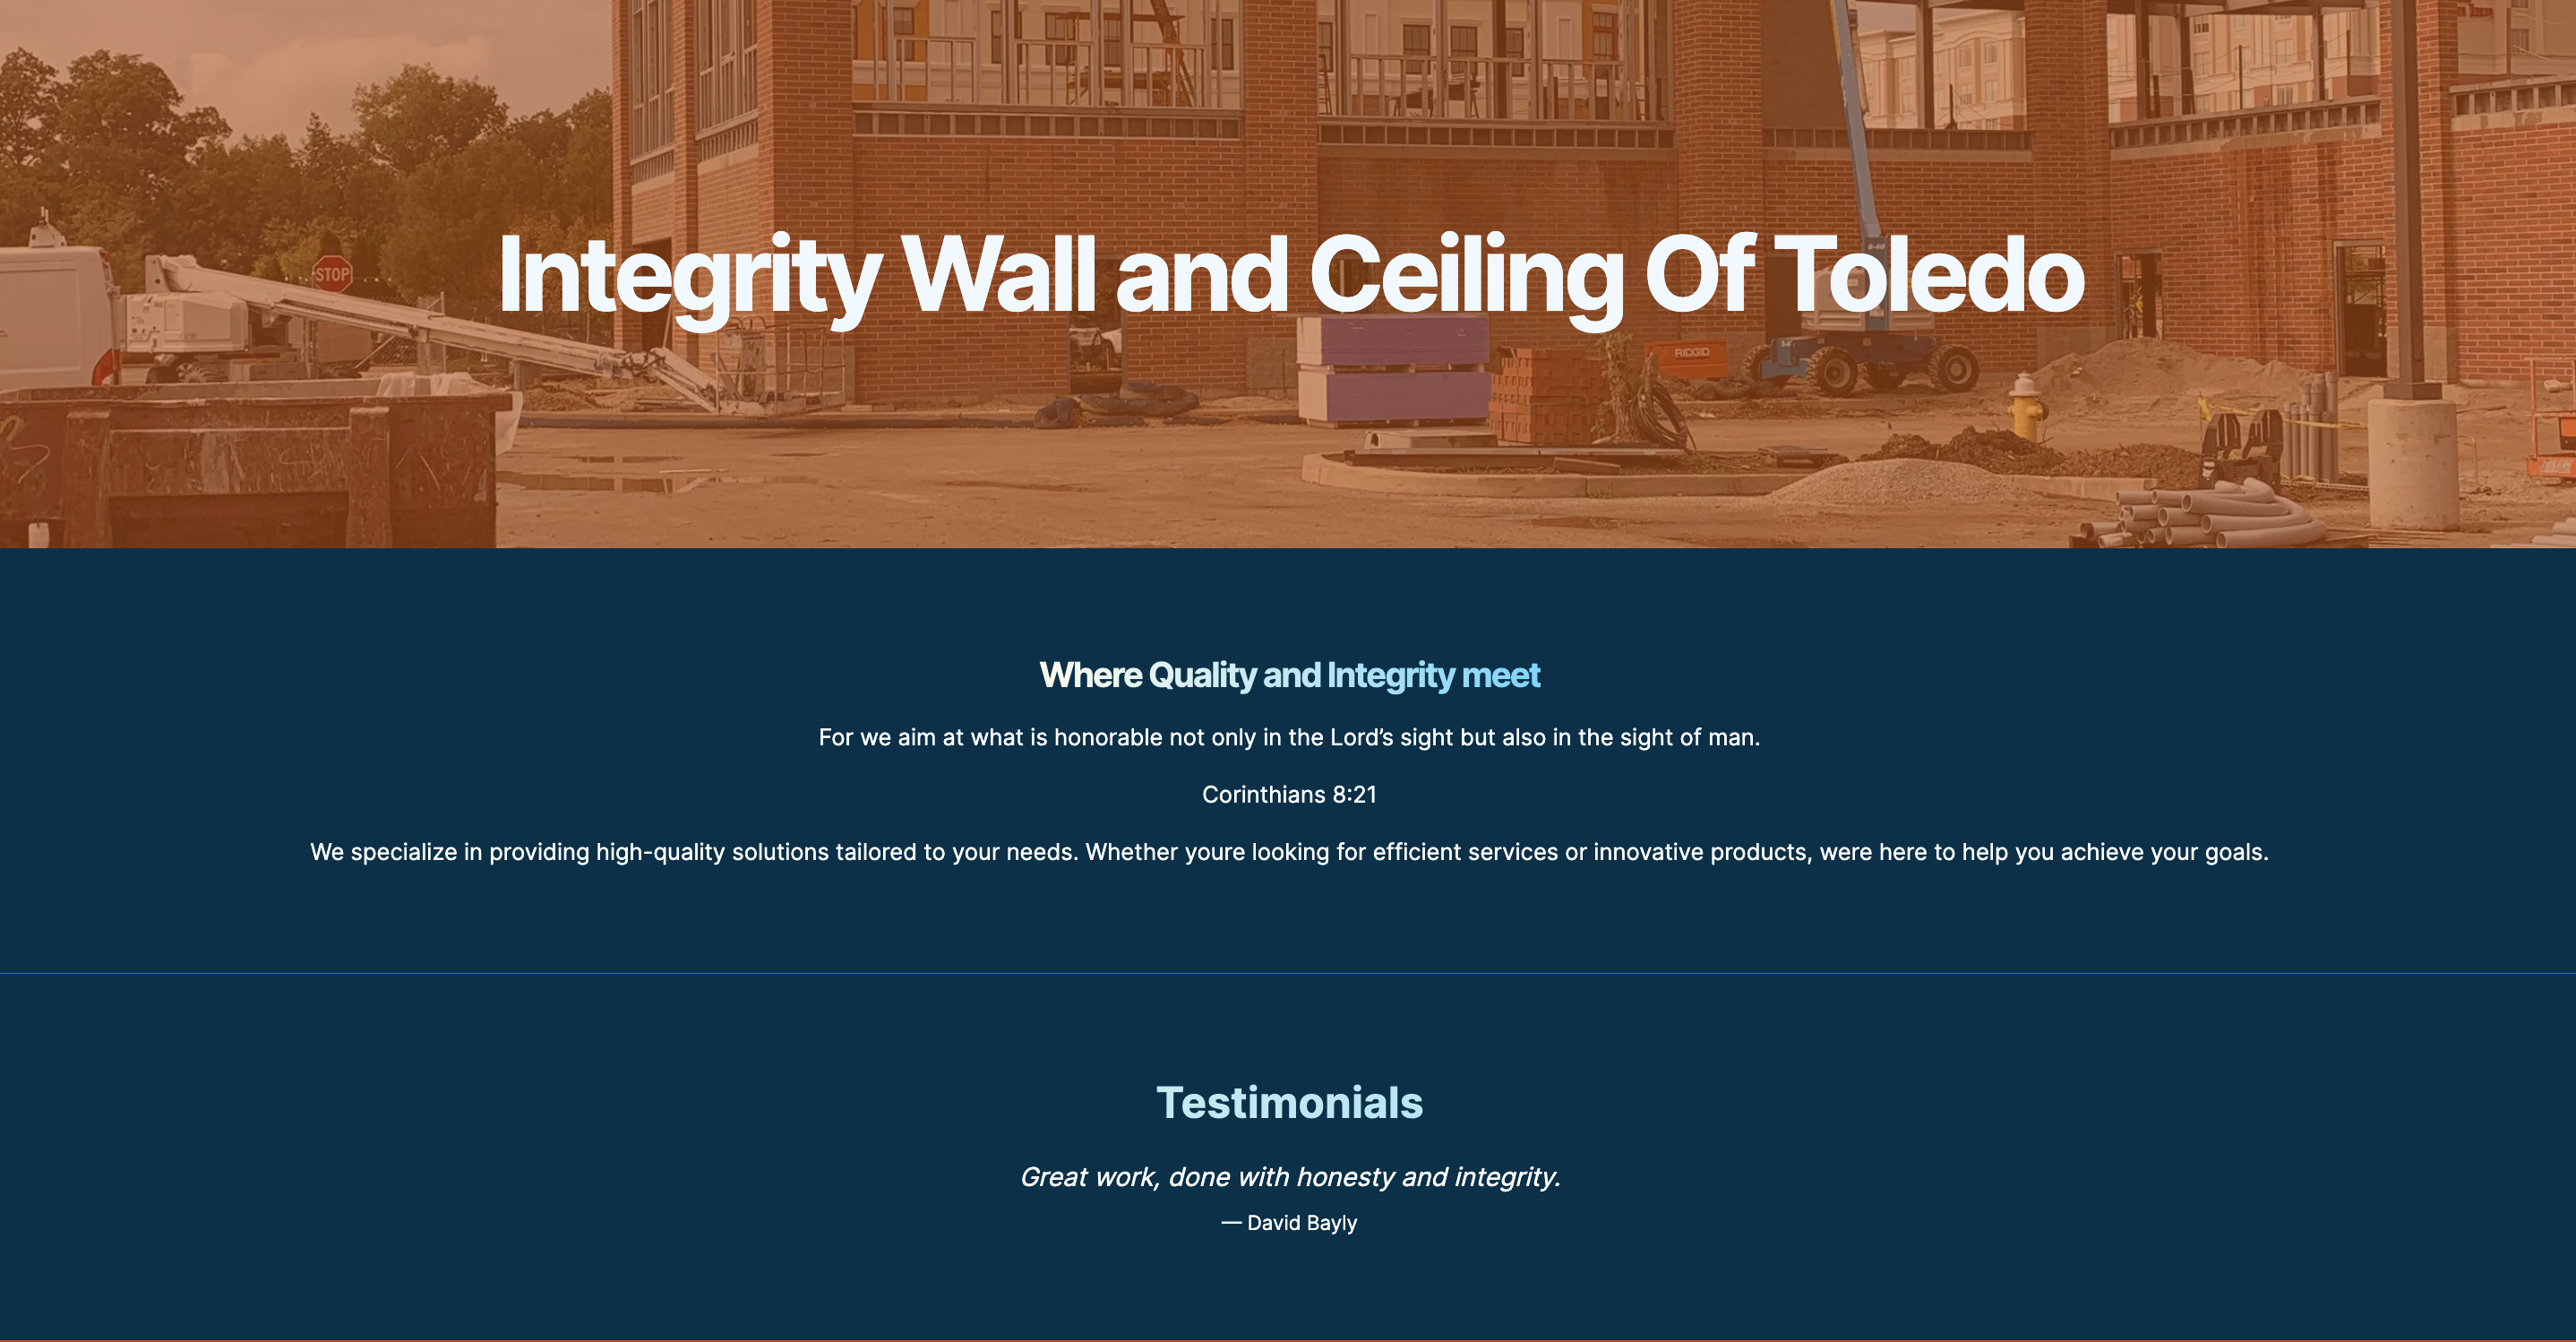 STOP
Integrity Wall and Ceiling Of Toledo
RIDGID
Where Quality and Integrity meet
For we aim at what is honorable not only in the Lord’s sight but also in the sight of man.
Corinthians 8:21
We specialize in providing high-quality solutions tailored to your needs. Whether youre looking for efficient services or innovative products, were here to help you achieve your goals.
Testimonials
Great work, done with honesty and integrity.
— David Bayly